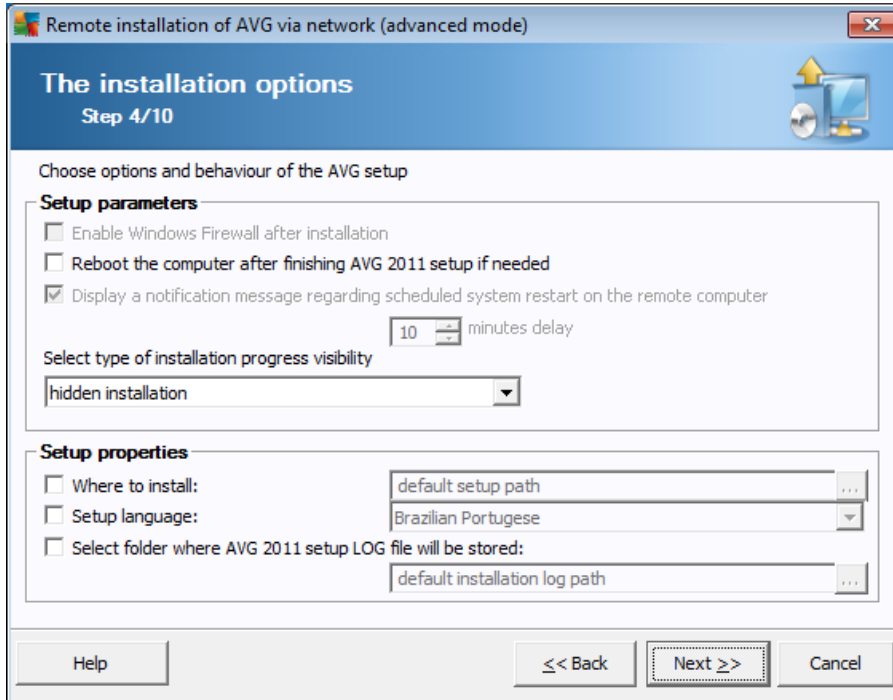 Remote installation of AVG via network (advanced mode)
The installation options
Step 4/10
Choose options and behaviour of the AVG setup
Setup parameters
Enable Windows Firewall after installation
Reboot the computer after finishing AVG 2011 setup if needed
Display a notification message regarding scheduled system restart on the remote computer
10 minutes delay
Select type of installation progress visibility
hidden installation
Setup properties
Where to install: default setup path ...
Setup language: Brazilian Portugese
Select folder where AVG 2011 setup LOG file will be stored:
default installation log path ...
Help << Back Next >> Cancel